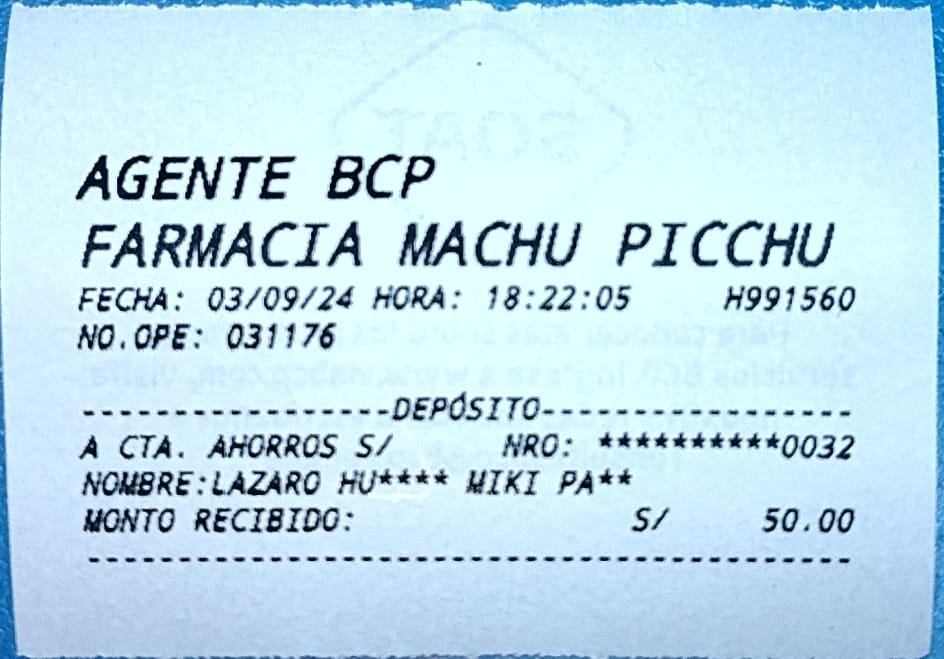 AGENTE BCP
FARMACIA MACHU PICCHU
FECHA: 03/09/24 HORA: 18:22:05 H991560
NO.OPE: 031176
------------------DEPÓSITO------------------
A CTA. AHORROS S/ NRO: **********0032
NOMBRE:LAZARO HU**** MIKI PA**
MONTO RECIBIDO: S/ 50.00
--------------------------------------------